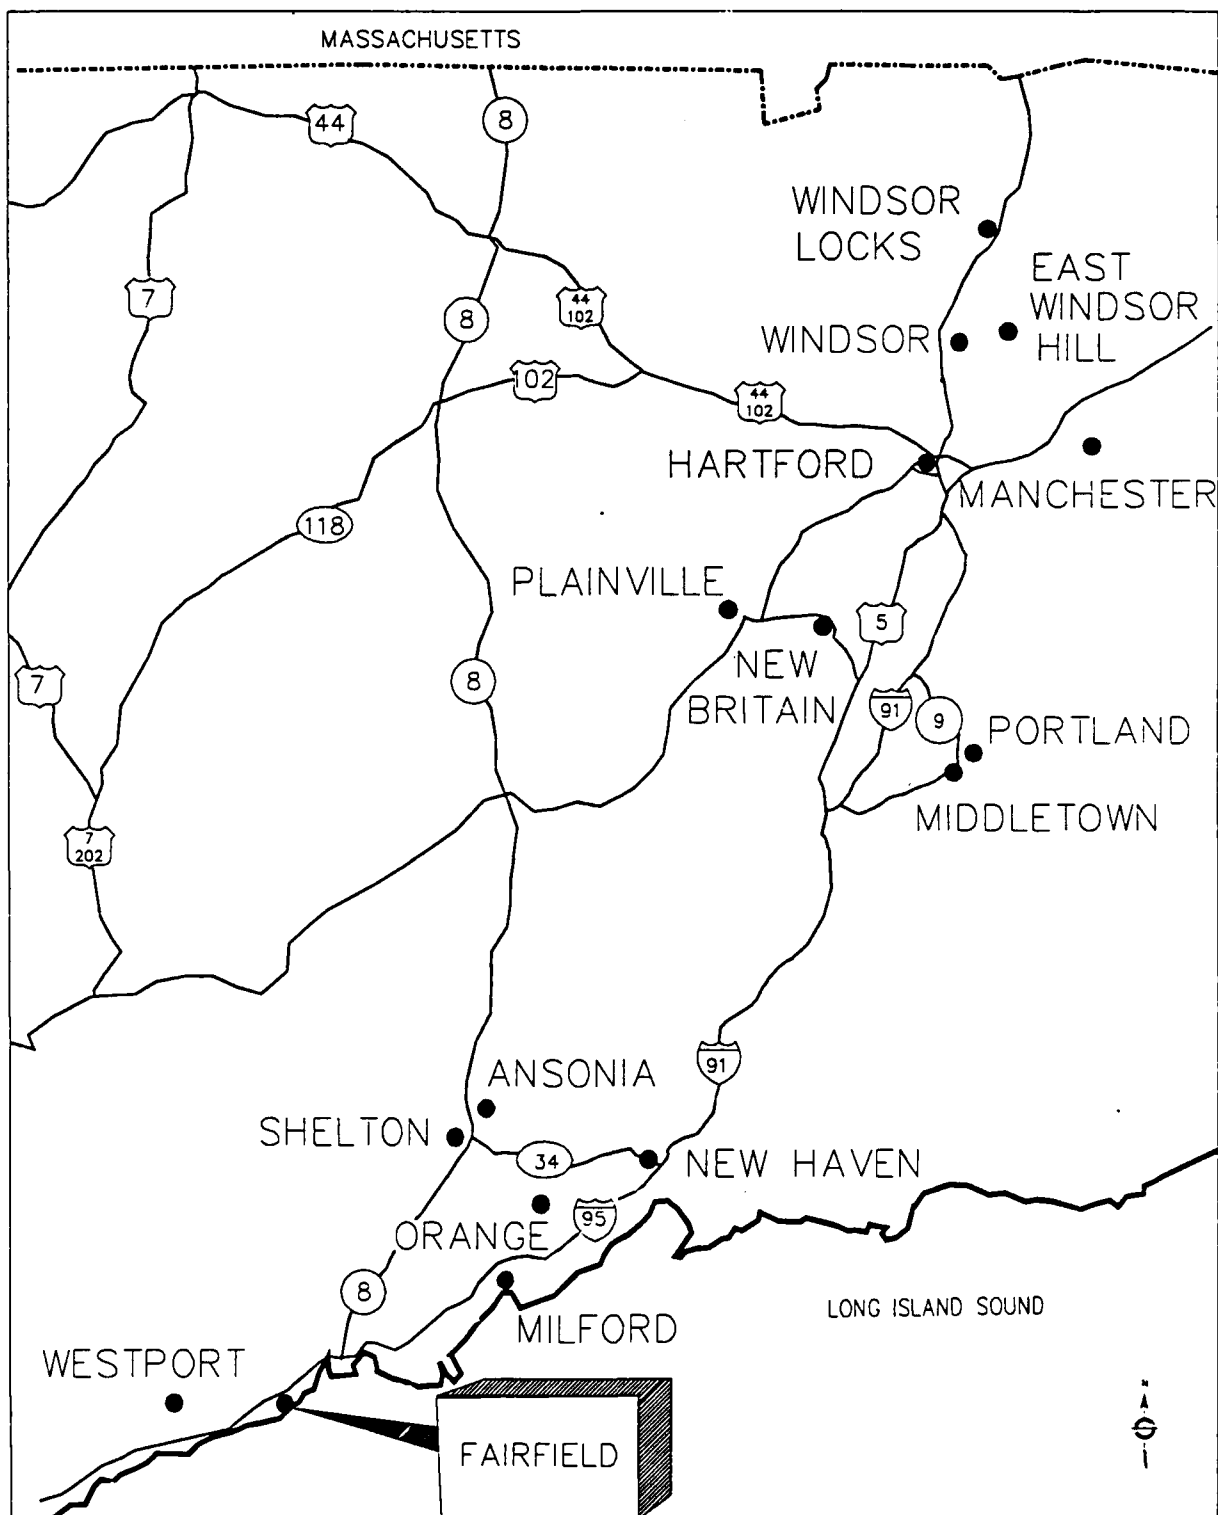 MASSACHUSETTS
44
8
WINDSOR
LOCKS
EAST
WINDSOR
HILL
7
8
44
102
WINDSOR
102
44
102
HARTFORD
MANCHESTER
118
PLAINVILLE
5
NEW
BRITAIN
7
8
91
9
PORTLAND
MIDDLETOWN
7
202
91
ANSONIA
SHELTON
34
NEW HAVEN
ORANGE
95
8
MILFORD
LONG ISLAND SOUND
WESTPORT
N
FAIRFIELD